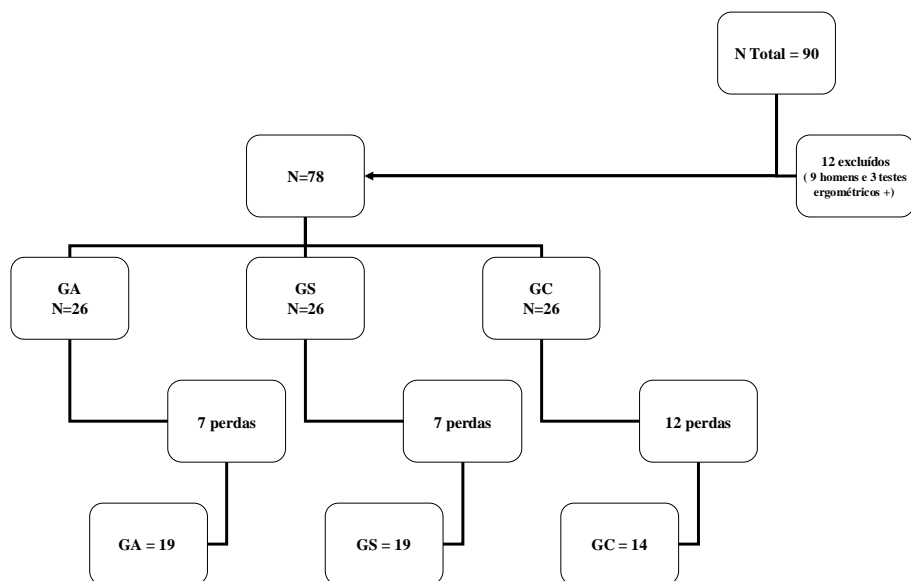 N Total = 90
12 excluídos
( 9 homens e 3 testes
ergométricos +)
N=78
GA
N=26
GS
N=26
GC
N=26
7 perdas
7 perdas
12 perdas
GA = 19
GS = 19
GC = 14